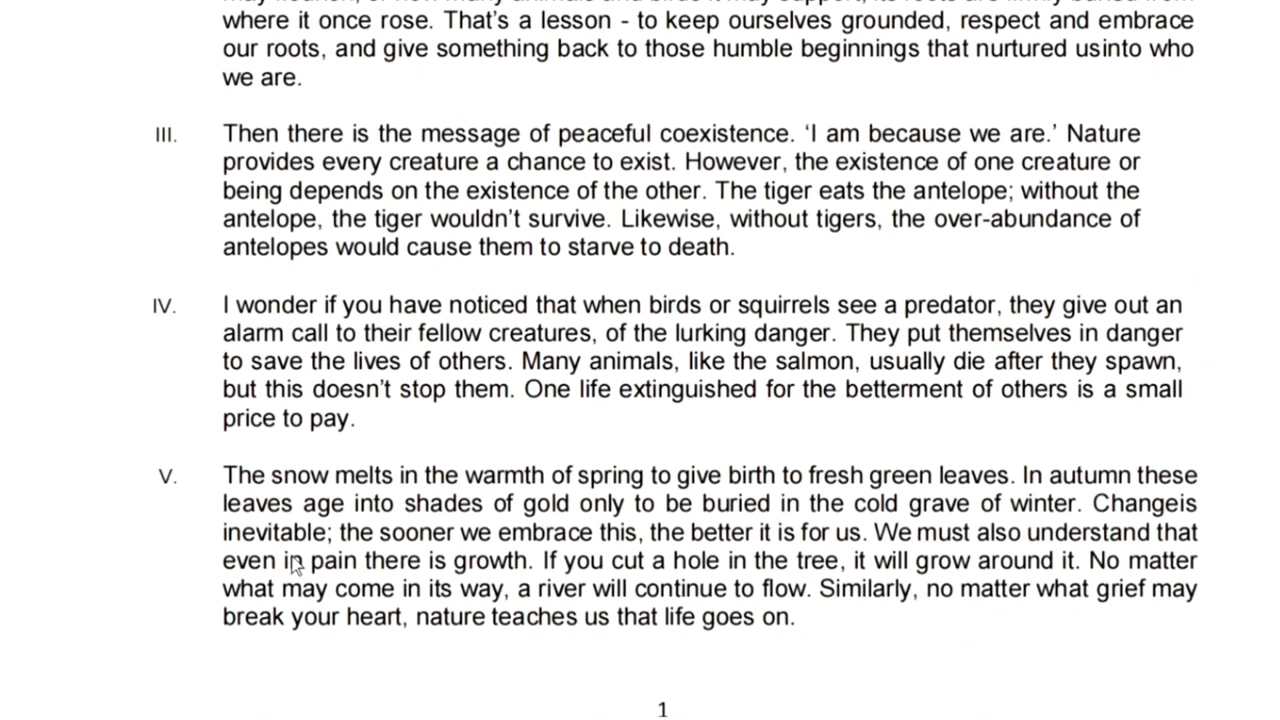 where it once rose. That's a lesson - to keep ourselves grounded, respect and embrace
our roots, and give something back to those humble beginnings that nurtured usinto who
we are.
III. Then there is the message of peaceful coexistence. ‘I am because we are.’ Nature
provides every creature a chance to exist. However, the existence of one creature or
being depends on the existence of the other. The tiger eats the antelope; without the
antelope, the tiger wouldn’t survive. Likewise, without tigers, the over-abundance of
antelopes would cause them to starve to death.
IV. I wonder if you have noticed that when birds or squirrels see a predator, they give out an
alarm call to their fellow creatures, of the lurking danger. They put themselves in danger
to save the lives of others. Many animals, like the salmon, usually die after they spawn,
but this doesn’t stop them. One life extinguished for the betterment of others is a small
price to pay.
V. The snow melts in the warmth of spring to give birth to fresh green leaves. In autumn these
leaves age into shades of gold only to be buried in the cold grave of winter. Changeis
inevitable; the sooner we embrace this, the better it is for us. We must also understand that
even in pain there is growth. If you cut a hole in the tree, it will grow around it. No matter
what may come in its way, a river will continue to flow. Similarly, no matter what grief may
break your heart, nature teaches us that life goes on.
1